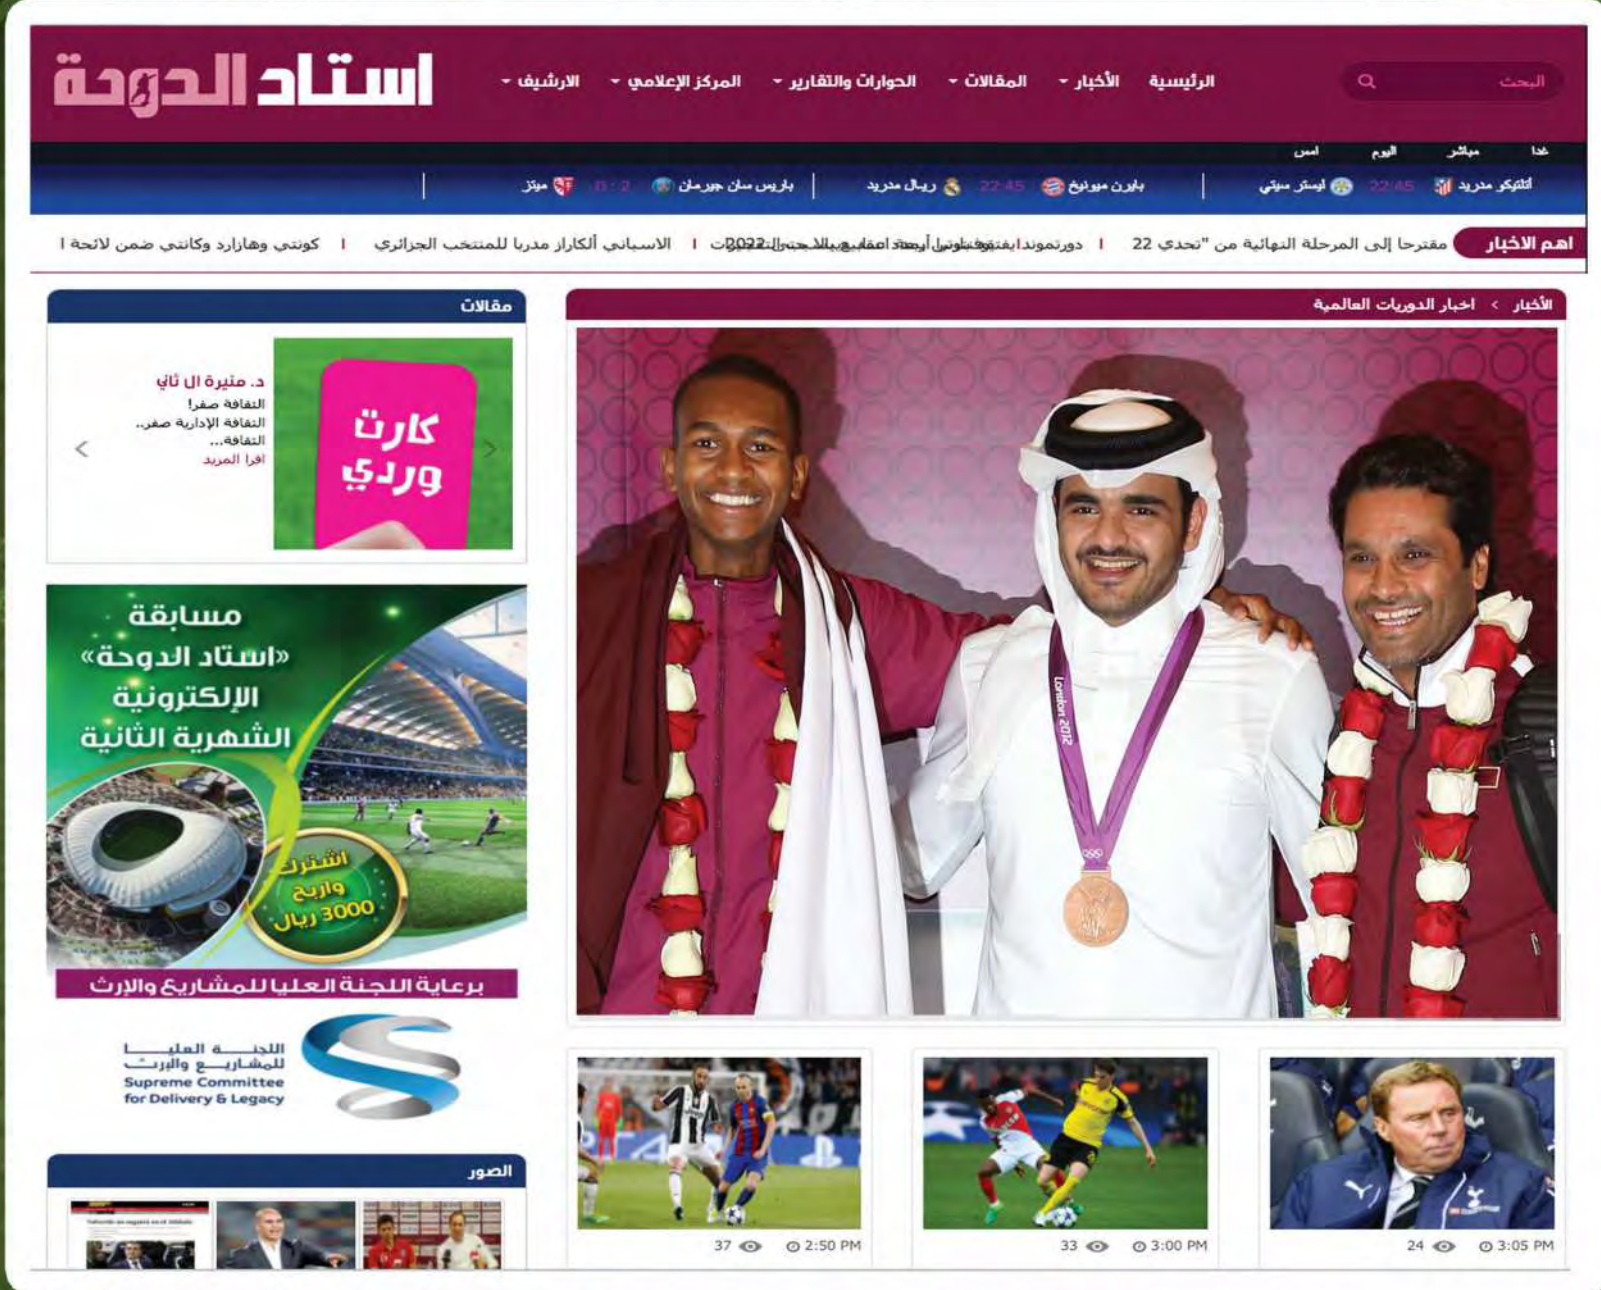 استاد الدوحة
الرئيسية
الأخبار
المقالات
الحوارات والتقارير
المركز الإعلامي
الارشيف
البحث
غدا
مباشر
اليوم
امس
أتلتيكو مدريد 22:45 ليستر سيتي
بايرن ميونيخ 22:45 ريال مدريد
باريس سان جيرمان 2 : 0 ميتز
اهم الاخبار
مقترحا إلى المرحلة النهائية من "تحدي 22
دورتموند
2022
الاسباني ألكاراز مدربا للمنتخب الجزائري
كونتي وهازارد وكانتي ضمن لائحة ا
الأخبار > اخبار الدوريات العالمية
London 2012
24 3:05 PM
33 3:00 PM
37 2:50 PM
مقالات
كارت
وردي
د. منيرة ال ثاني
الثقافة صفر!
الثقافة الإدارية صفر..
الثقافة...
اقرا المزيد
مسابقة
«استاد الدوحة»
الإلكترونية
الشهرية الثانية
اشترك
واربح
3000 ريال
برعاية اللجنة العليا للمشاريع والإرث
اللجنة العليا
للمشاريع والإرث
Supreme Committee
for Delivery & Legacy
الصور